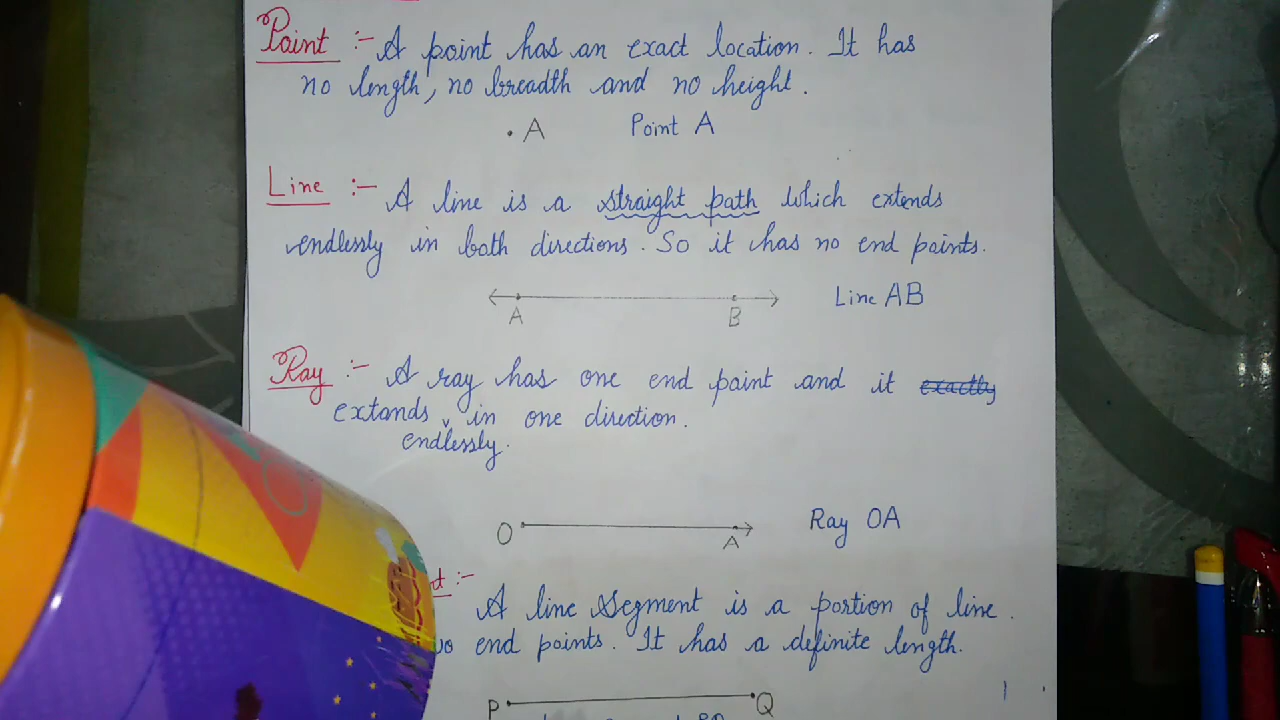 Point :- A point has an exact location. It has
no length, no breadth and no height.
. A Point A
Line :- A line is a straight path which extends
endlessly in both directions. So it has no end points.
A B Line AB
Ray :- A ray has one end point and it exactly
extands in one direction.
endlessly.
O A Ray OA
A line segment is a portion of line.
end points. It has a definite length.
P Q